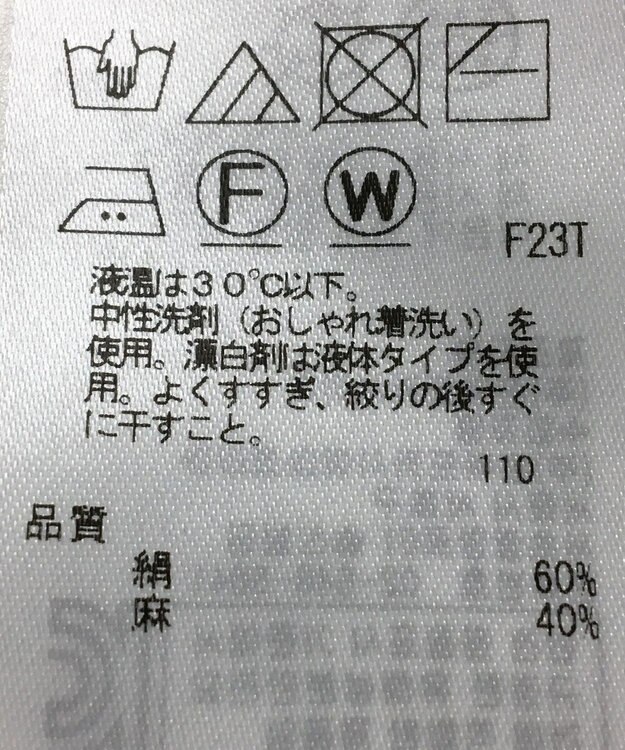 F
W
F23T
液温は30℃以下。
中性洗剤(おしゃれ着洗い)を
使用。漂白剤は液体タイプを使
用。よくすすぎ、絞りの後すぐ
に干すこと。
110
品質
絹 60%
麻 40%